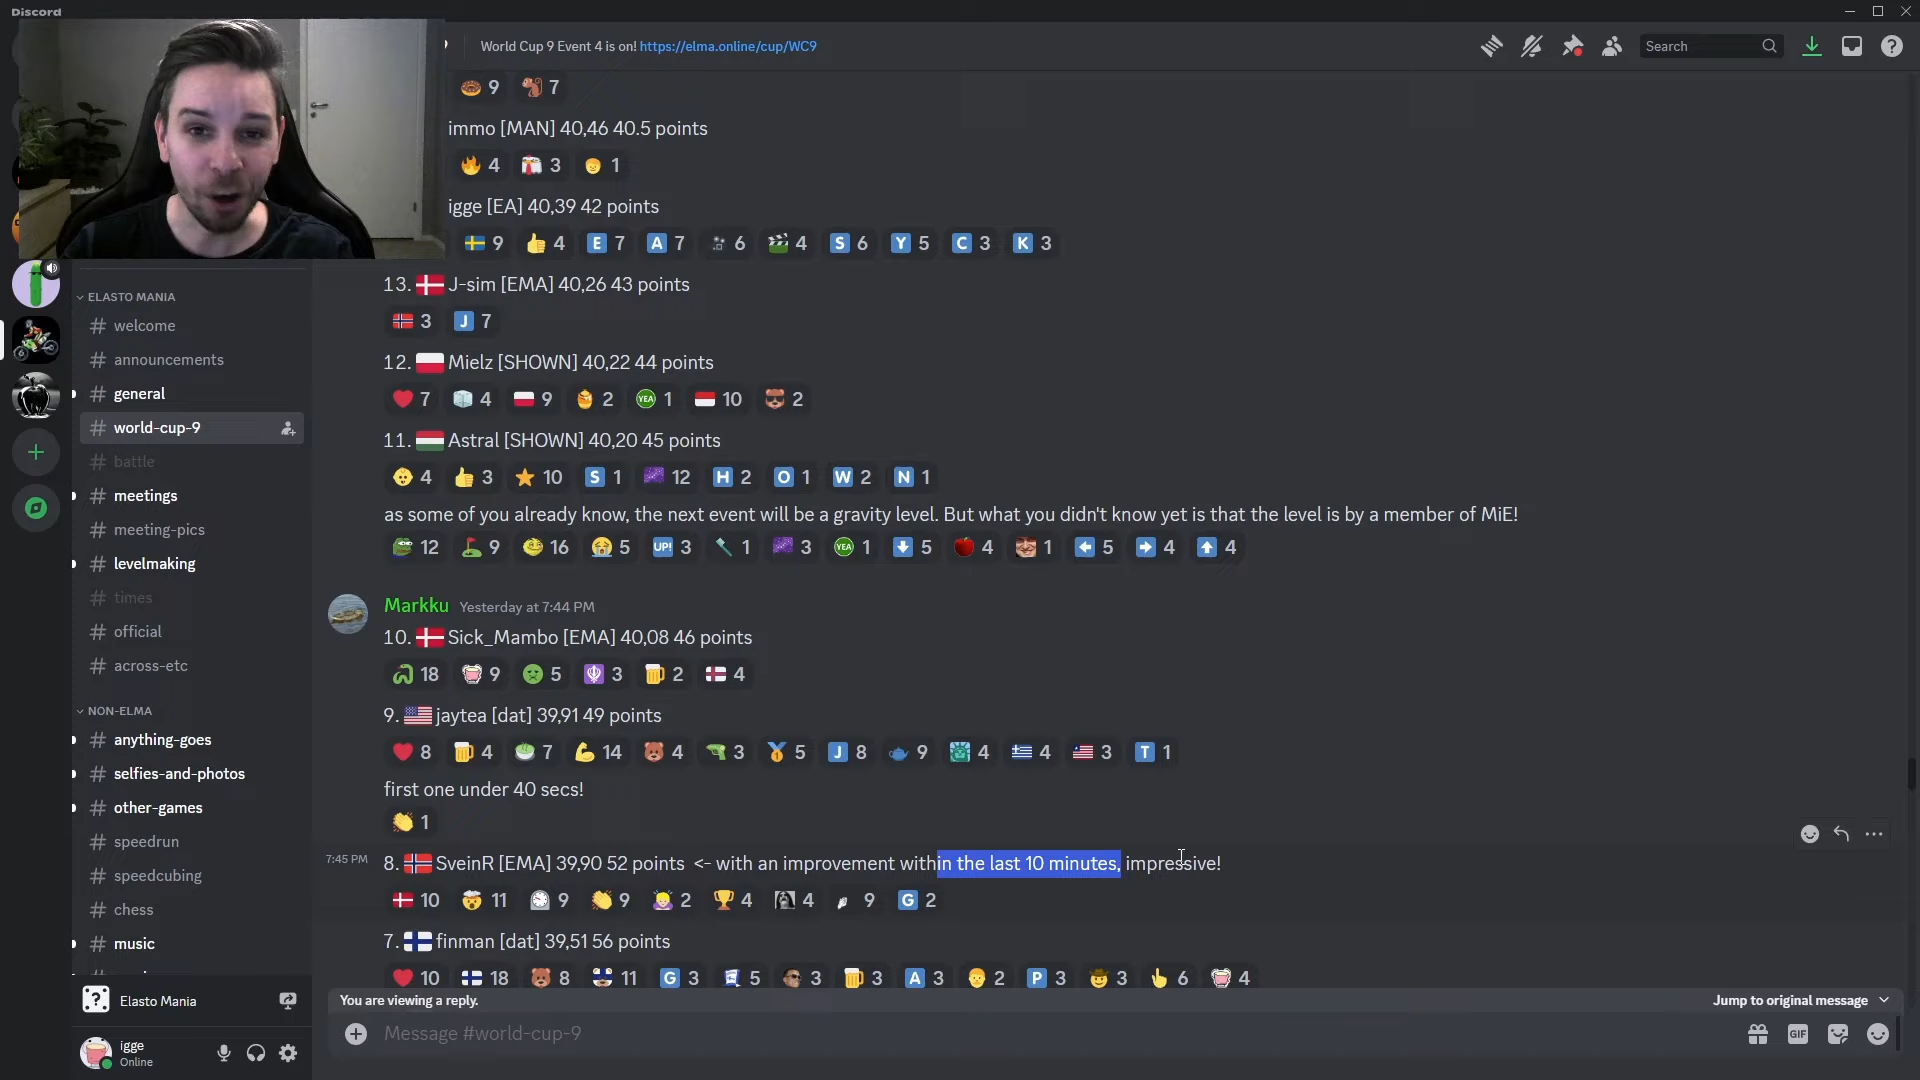 Discord
World Cup 9 Event 4 is on! https://elma.online/cup/WC9
Search
9 7
immo [MAN] 40,46 40.5 points
4 3 1
igge [EA] 40,39 42 points
9 4 E 7 A 7 6 4 S 6 Y 5 C 3 K 3
13. J-sim [EMA] 40,26 43 points
3 J 7
12. Mielz [SHOWN] 40,22 44 points
7 4 9 2 YEA 1 10 2
11. Astral [SHOWN] 40,20 45 points
4 3 10 S 1 12 H 2 O 1 W 2 N 1
as some of you already know, the next event will be a gravity level. But what you didn't know yet is that the level is by a member of MiE!
12 9 16 5 UP! 3 1 3 YEA 1 5 4 1 5 4 4
Markku Yesterday at 7:44 PM
10. Sick_Mambo [EMA] 40,08 46 points
18 9 5 3 2 4
9. jaytea [dat] 39,91 49 points
8 4 7 14 4 3 5 J 8 9 4 4 3 T 1
first one under 40 secs!
1
7:45 PM 8. SveinR [EMA] 39,90 52 points <- with an improvement within the last 10 minutes, impressive!
10 11 9 9 2 4 4 9 G 2
7. finman [dat] 39,51 56 points
10 18 8 11 G 3 5 3 3 A 3 2 P 3 3 6 4
You are viewing a reply.
Jump to original message
Message #world-cup-9
GIF
ELASTO MANIA
welcome
announcements
general
world-cup-9
battle
meetings
meeting-pics
levelmaking
times
official
across-etc
NON-ELMA
anything-goes
selfies-and-photos
other-games
speedrun
speedcubing
chess
music
Elasto Mania
igge
Online